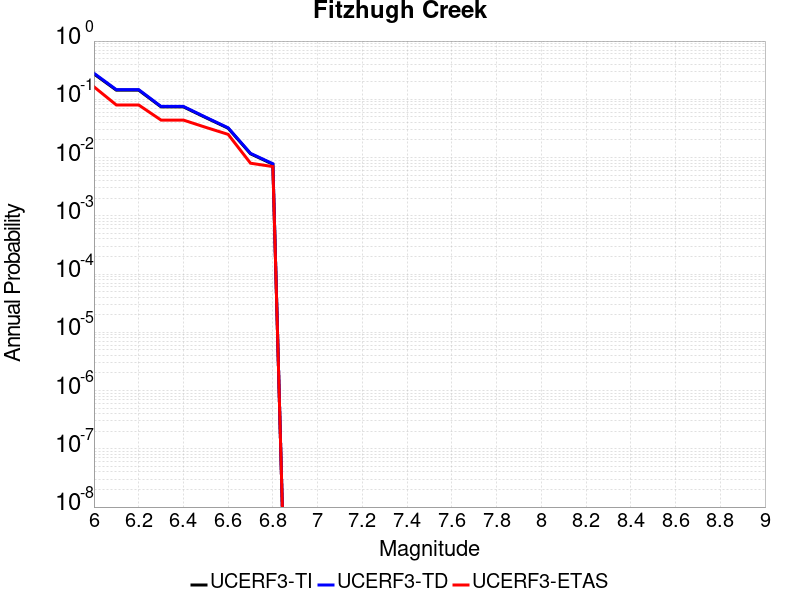 Fitzhugh Creek
10^0
10^-1
10^-2
10^-3
10^-4
10^-5
10^-6
10^-7
10^-8
Annual Probability
6 6.2 6.4 6.6 6.8 7 7.2 7.4 7.6 7.8 8 8.2 8.4 8.6 8.8 9
Magnitude
UCERF3-TI UCERF3-TD UCERF3-ETAS